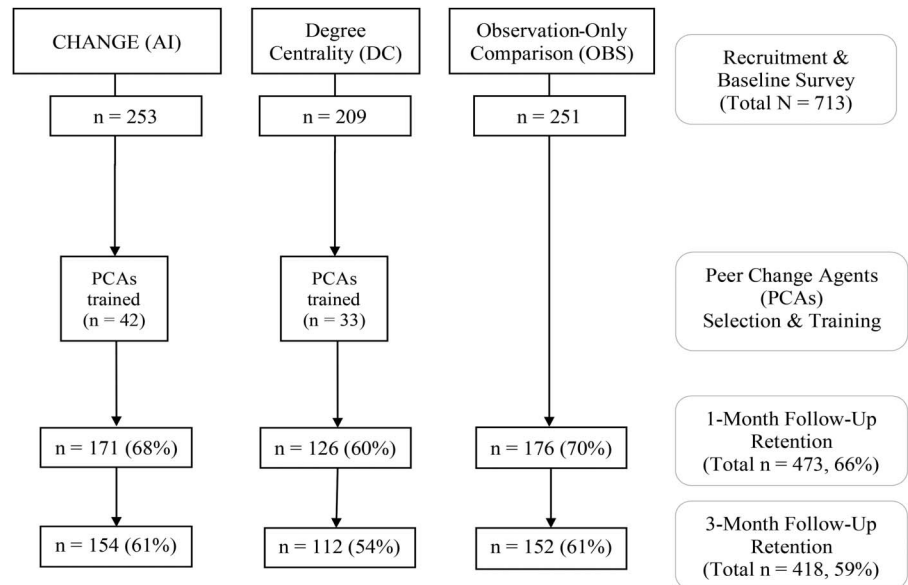 CHANGE (AI)
Degree
Centrality (DC)
Observation-Only
Comparison (OBS)
Recruitment &
Baseline Survey
(Total N = 713)
n = 253
n = 209
n = 251
PCAs
trained
(n = 42)
PCAs
trained
(n = 33)
Peer Change Agents
(PCAs)
Selection & Training
n = 171 (68%)
n = 126 (60%)
n = 176 (70%)
1-Month Follow-Up
Retention
(Total n = 473, 66%)
n = 154 (61%)
n = 112 (54%)
n = 152 (61%)
3-Month Follow-Up
Retention
(Total n = 418, 59%)